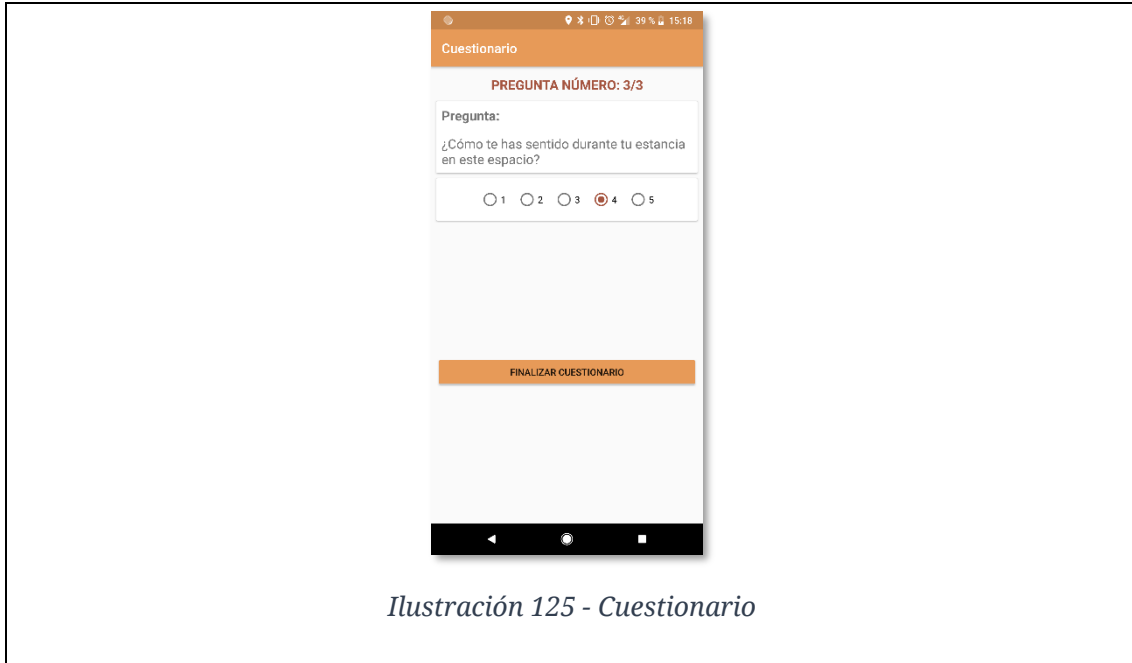 39 % 15:18
Cuestionario
PREGUNTA NÚMERO: 3/3
Pregunta:
¿Cómo te has sentido durante tu estancia
en este espacio?
1 2 3 4 5
FINALIZAR CUESTIONARIO
Ilustración 125 - Cuestionario